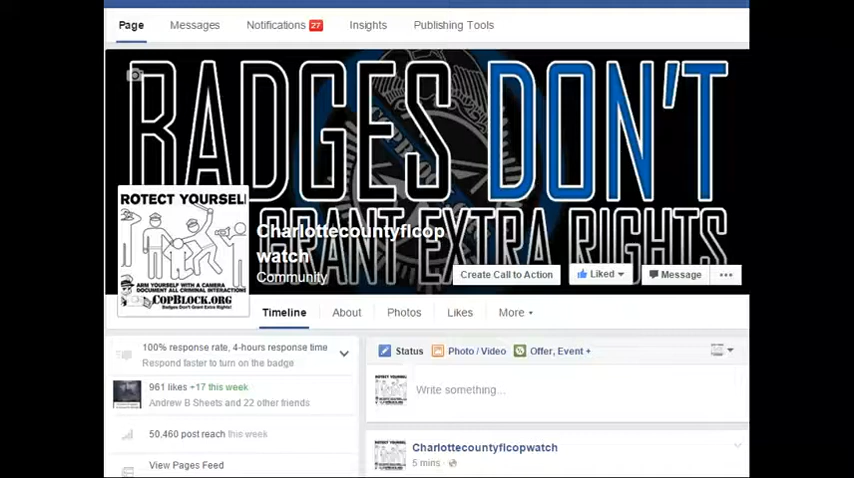 Page Messages Notifications 27 Insights Publishing Tools
BADGES DON'T
GRANT EXTRA RIGHTS
COPBLOCK
ROTECT YOURSEL
ARM YOURSELF WITH A CAMERA
DOCUMENT ALL CRIMINAL INTERACTIONS
COPBLOCK.ORG
Badges Don't Grant Extra Rights!
Charlottecountyflcop
watch
Community
Create Call to Action Liked Message
Timeline About Photos Likes More
100% response rate, 4-hours response time
Respond faster to turn on the badge
961 likes +17 this week
Andrew B Sheets and 22 other friends
50,460 post reach this week
View Pages Feed
Status Photo / Video Offer, Event +
Write something...
Charlottecountyflcopwatch
5 mins ·